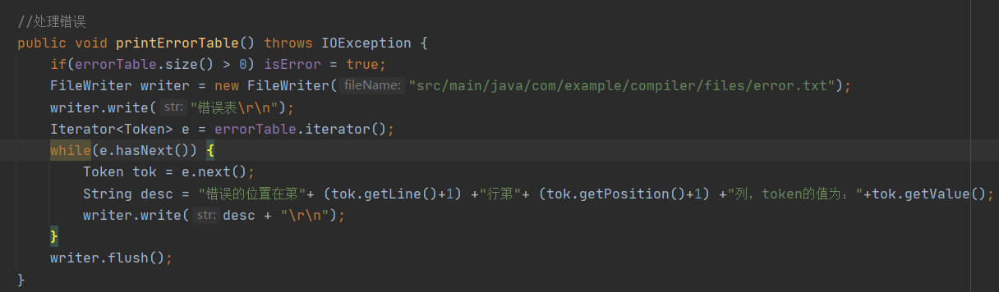 //处理错误
public void printErrorTable() throws IOException {
if(errorTable.size() > 0) isError = true;
FileWriter writer = new FileWriter( fileName: "src/main/java/com/example/compiler/files/error.txt");
writer.write( str: "错误表\r\n");
Iterator<Token> e = errorTable.iterator();
while(e.hasNext()) {
Token tok = e.next();
String desc = "错误的位置在第"+ (tok.getLine()+1) +"行第"+ (tok.getPosition()+1) +"列，token的值为："+tok.getValue();
writer.write( str: desc + "\r\n");
}
writer.flush();
}